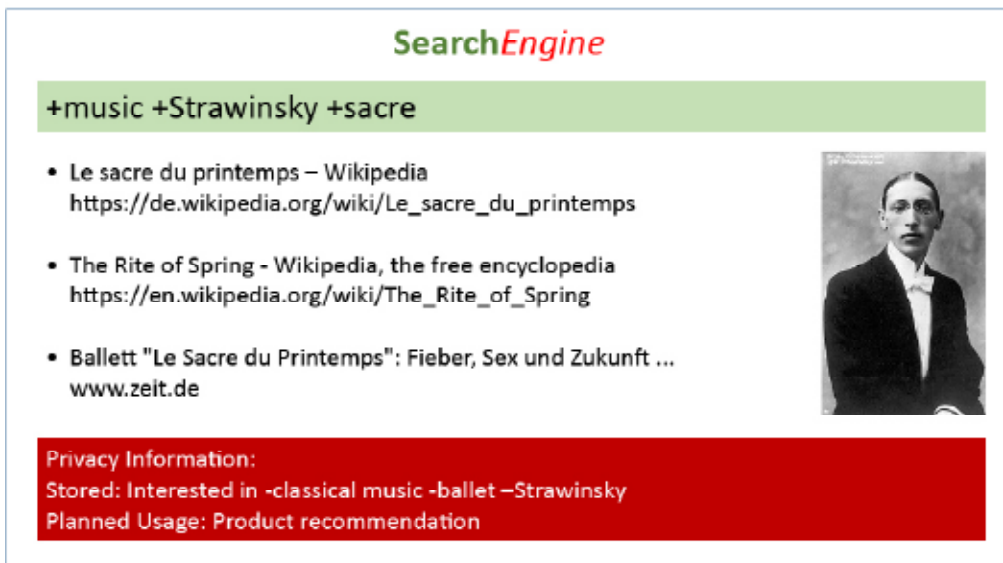 SearchEngine
+music +Strawinsky +sacre
• Le sacre du printemps – Wikipedia
https://de.wikipedia.org/wiki/Le_sacre_du_printemps
• The Rite of Spring - Wikipedia, the free encyclopedia
https://en.wikipedia.org/wiki/The_Rite_of_Spring
• Ballett "Le Sacre du Printemps": Fieber, Sex und Zukunft ...
www.zeit.de
Privacy Information:
Stored: Interested in -classical music -ballet –Strawinsky
Planned Usage: Product recommendation